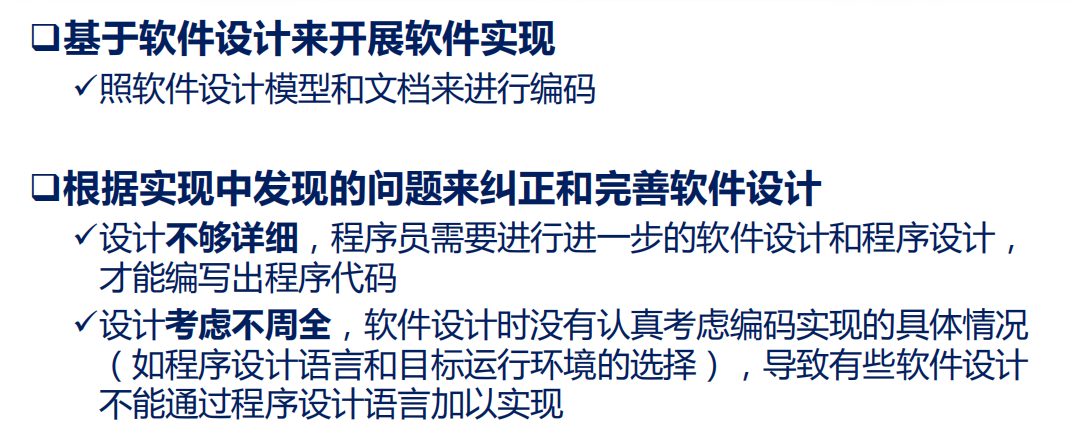 ❑基于软件设计来开展软件实现
✓照软件设计模型和文档来进行编码
❑根据实现中发现的问题来纠正和完善软件设计
✓设计不够详细，程序员需要进行进一步的软件设计和程序设计，
才能编写出程序代码
✓设计考虑不周全，软件设计时没有认真考虑编码实现的具体情况
（如程序设计语言和目标运行环境的选择），导致有些软件设计
不能通过程序设计语言加以实现